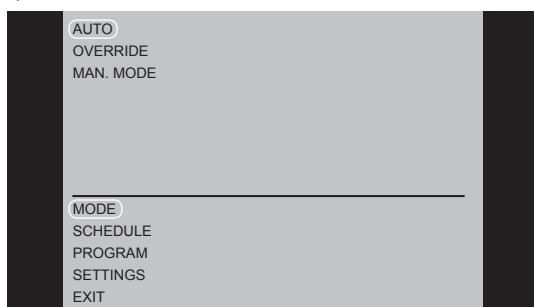 AUTO
OVERRIDE
MAN. MODE
MODE
SCHEDULE
PROGRAM
SETTINGS
EXIT